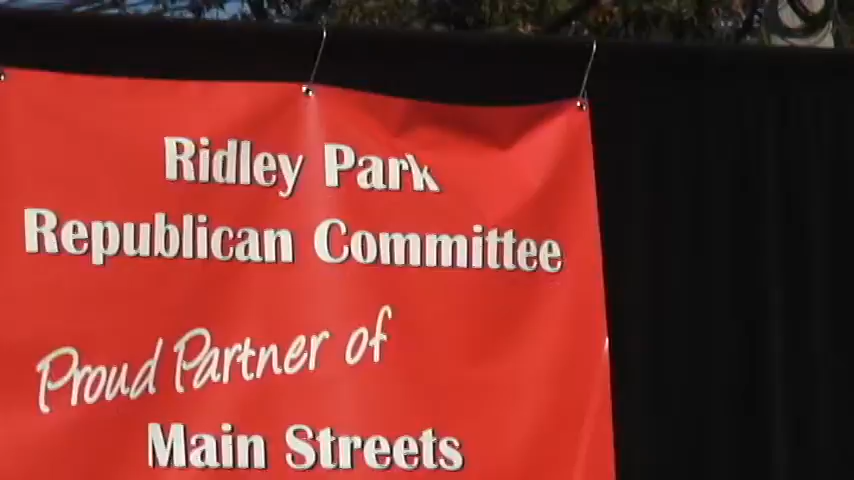 Ridley Park
Republican Committee
Proud Partner of
Main Streets